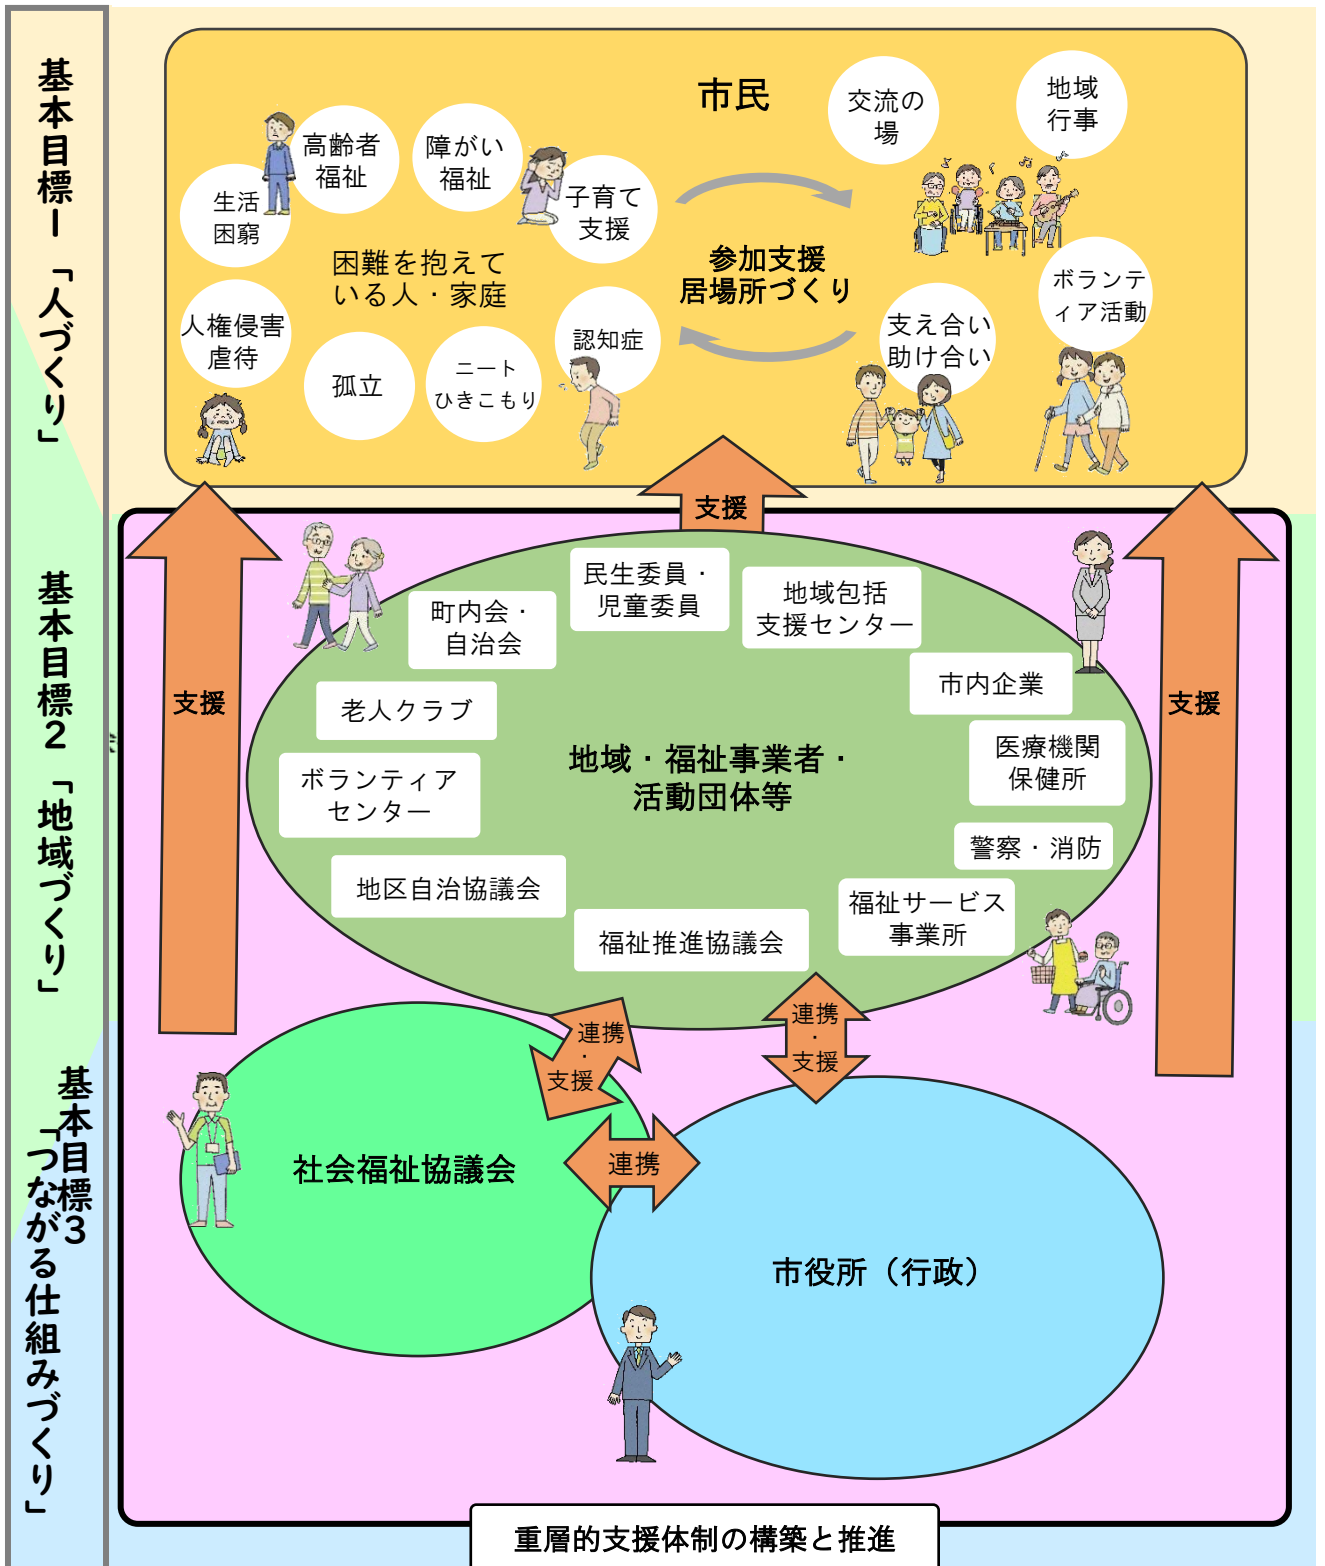 基本目標1「人づくり」
市民
交流の
場
地域
行事
高齢者
福祉
障がい
福祉
生活
困窮
子育て
支援
困難を抱えて
いる人・家庭
参加支援
居場所づくり
ボランテ
ィア活動
人権侵害
虐待
孤立
ニート
ひきこもり
認知症
支え合い
助け合い
基本目標2「地域づくり」
支援
支援
支援
民生委員・
児童委員
地域包括
支援センター
町内会・
自治会
市内企業
老人クラブ
医療機関
保健所
地域・福祉事業者・
活動団体等
ボランティア
センター
警察・消防
地区自治協議会
福祉サービス
事業所
福祉推進協議会
基本目標3
「つながる仕組みづくり」
連携
・
支援
連携
・
支援
社会福祉協議会
連携
市役所（行政）
重層的支援体制の構築と推進